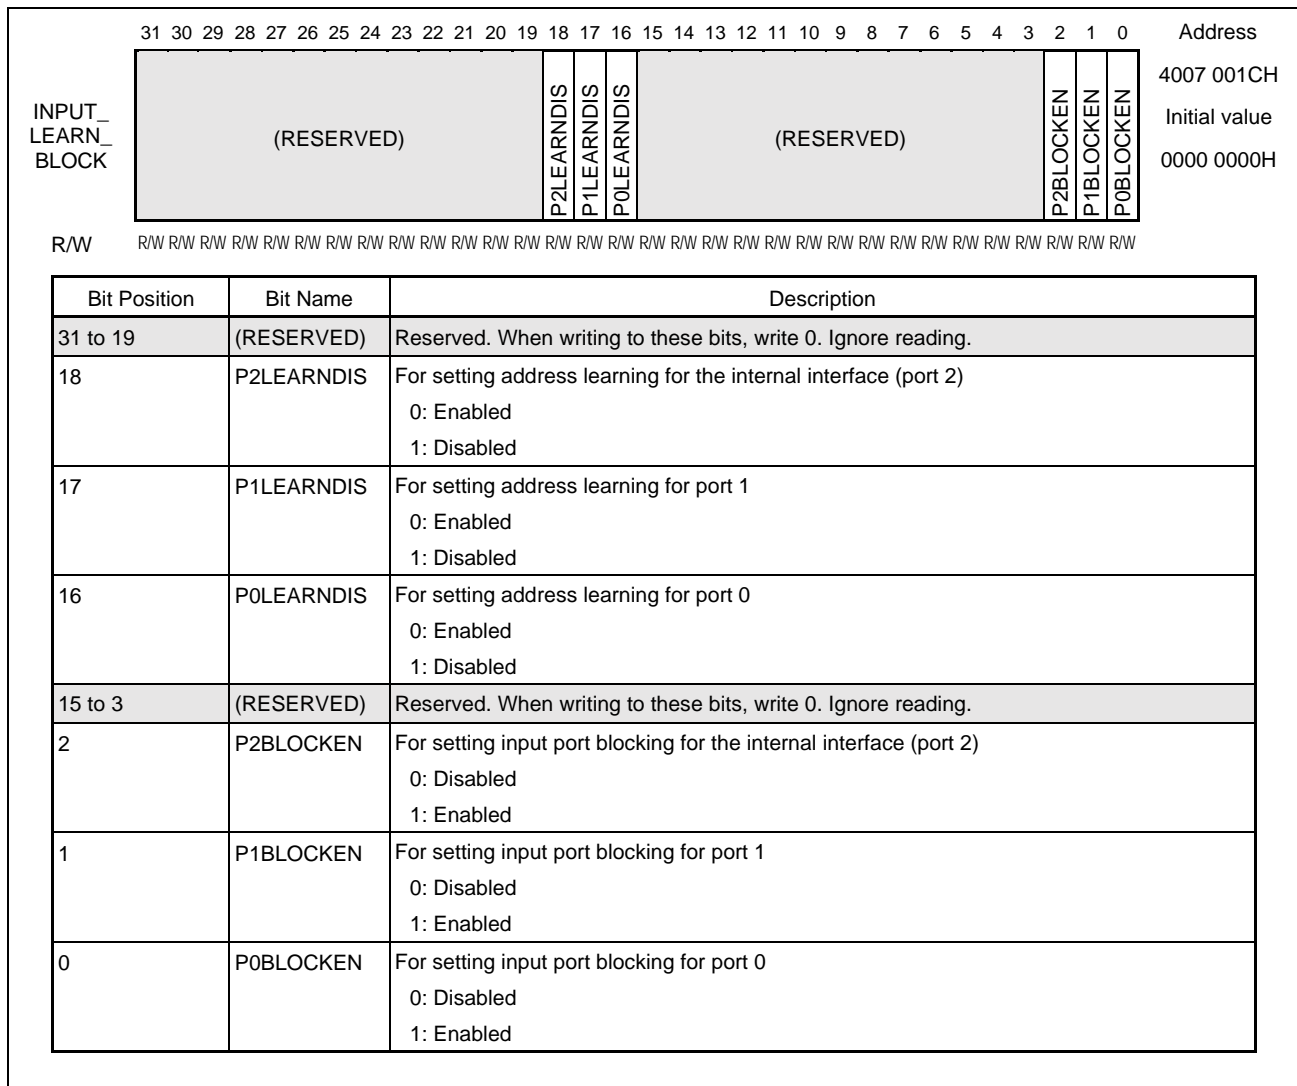 31 30 29 28 27 26 25 24 23 22 21 20 19 18 17 16 15 14 13 12 11 10 9 8 7 6 5 4 3 2 1 0 Address
INPUT_
LEARN_
BLOCK
(RESERVED)
P2LEARNDIS
P1LEARNDIS
P0LEARNDIS
(RESERVED)
P2BLOCKEN
P1BLOCKEN
P0BLOCKEN
4007 001CH
Initial value
0000 0000H
R/W R/W R/W R/W R/W R/W R/W R/W R/W R/W R/W R/W R/W R/W R/W R/W R/W R/W R/W R/W R/W R/W R/W R/W R/W R/W R/W R/W R/W R/W R/W R/W R/W
Bit Position Bit Name Description
31 to 19 (RESERVED) Reserved. When writing to these bits, write 0. Ignore reading.
18 P2LEARNDIS For setting address learning for the internal interface (port 2)
0: Enabled
1: Disabled
17 P1LEARNDIS For setting address learning for port 1
0: Enabled
1: Disabled
16 P0LEARNDIS For setting address learning for port 0
0: Enabled
1: Disabled
15 to 3 (RESERVED) Reserved. When writing to these bits, write 0. Ignore reading.
2 P2BLOCKEN For setting input port blocking for the internal interface (port 2)
0: Disabled
1: Enabled
1 P1BLOCKEN For setting input port blocking for port 1
0: Disabled
1: Enabled
0 P0BLOCKEN For setting input port blocking for port 0
0: Disabled
1: Enabled